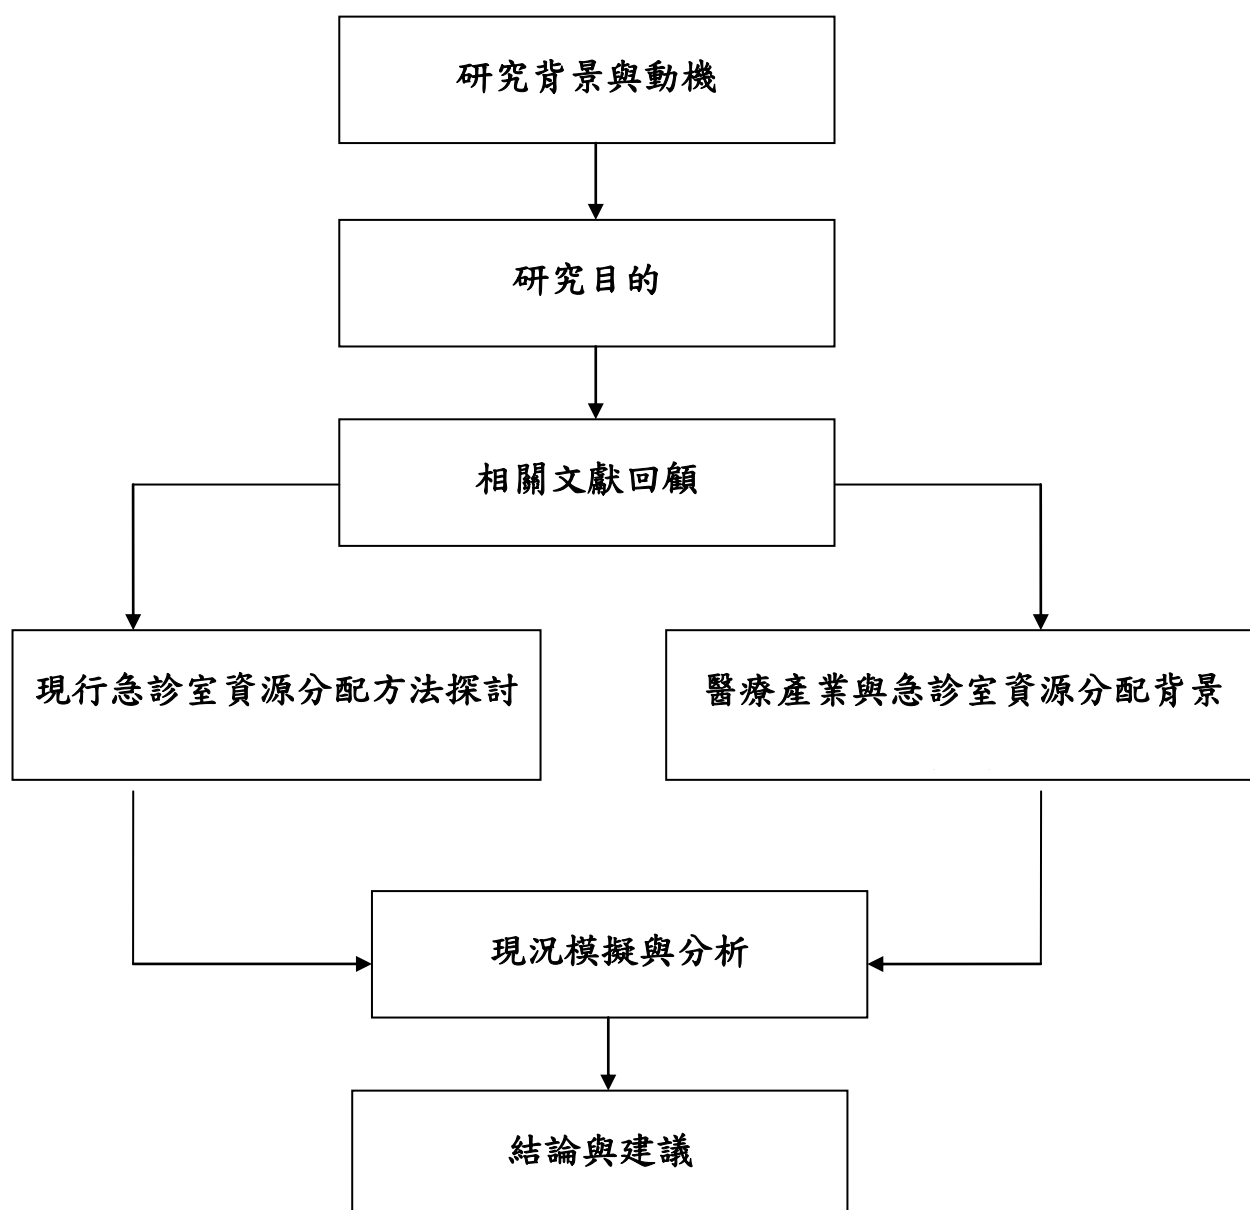 研究背景與動機
研究目的
相關文獻回顧
現行急診室資源分配方法探討
醫療產業與急診室資源分配背景
現況模擬與分析
結論與建議